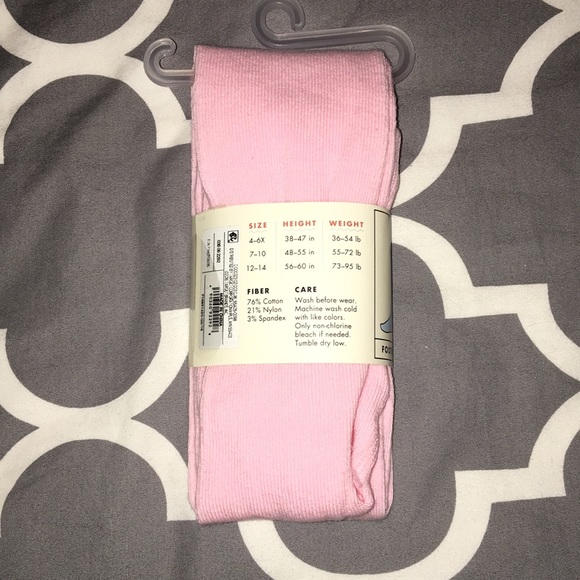 SIZE HEIGHT WEIGHT
4–6X 38–47 in 36–54 lb
7–10 48–55 in 55–72 lb
12–14 56–60 in 73–95 lb
FIBER
76% Cotton
21% Nylon
3% Spandex
CARE
Wash before wear.
Machine wash cold
with like colors.
Only non-chlorine
bleach if needed.
Tumble dry low.